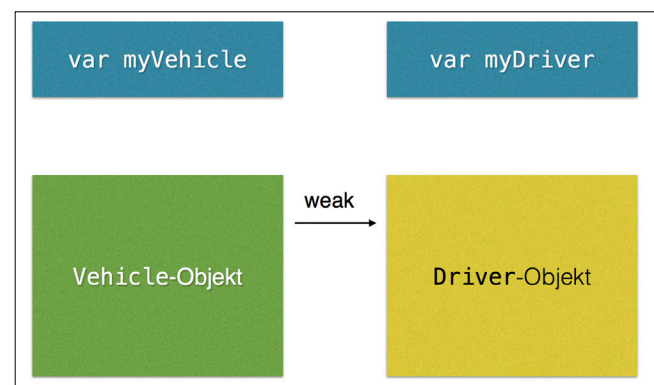 var myVehicle
var myDriver
weak
Vehicle-Objekt
Driver-Objekt